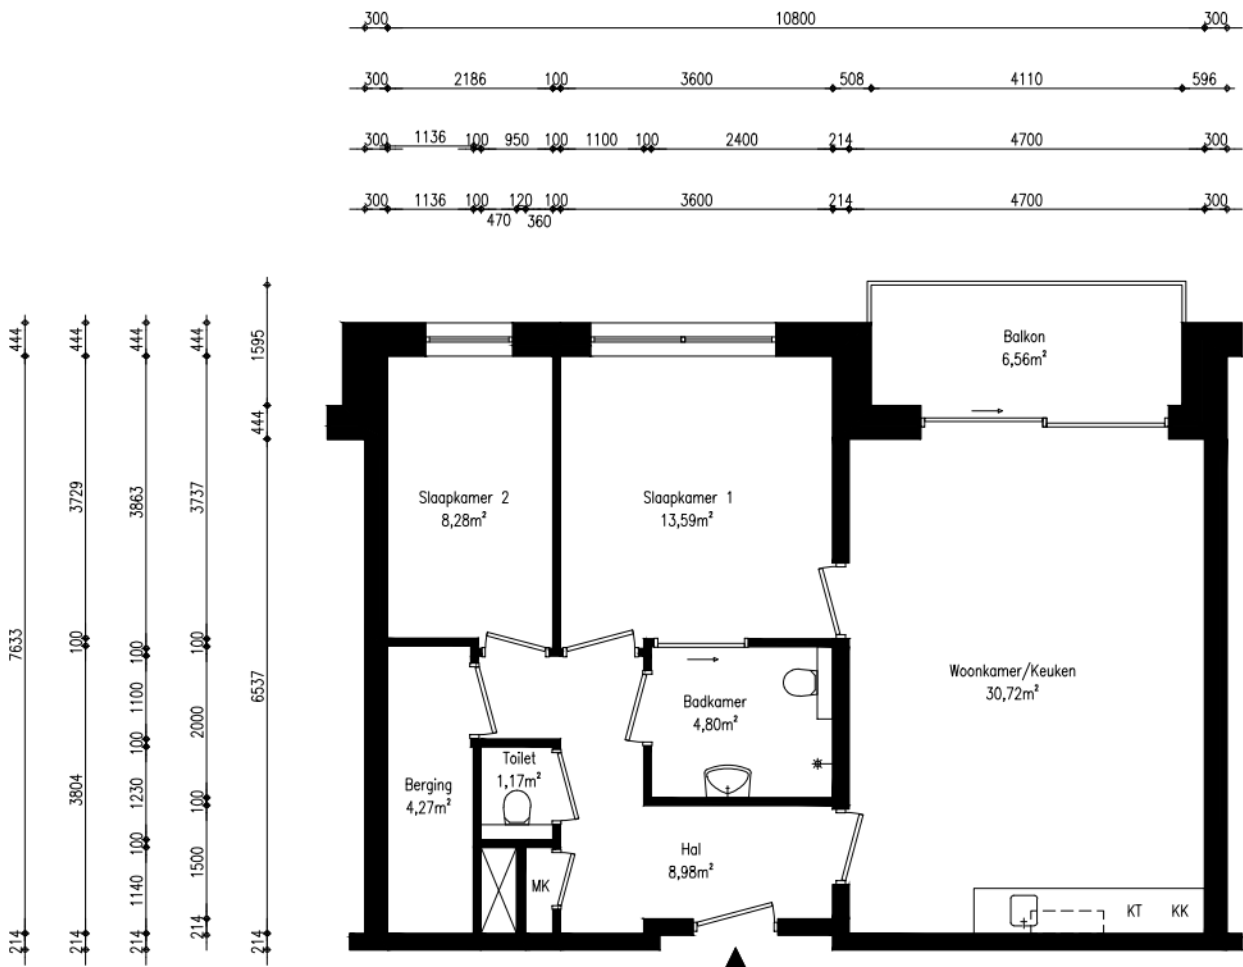 300 10800 300
300 2186 100 3600 508 4110 596
300 1136 100 950 100 1100 100 2400 214 4700 300
300 1136 100 120 100 3600 214 4700 300
470 360
444 7633 214
444 3729 100 3804 214
444 3863 100 1100 100 1230 100 1140 214
444 3737 100 2000 100 1500 214
1595 444 6537 214
Balkon
6,56m²
Slaapkamer 2
8,28m²
Slaapkamer 1
13,59m²
Woonkamer/Keuken
30,72m²
Badkamer
4,80m²
Toilet
1,17m²
Berging
4,27m²
Hal
8,98m²
MK
KT KK